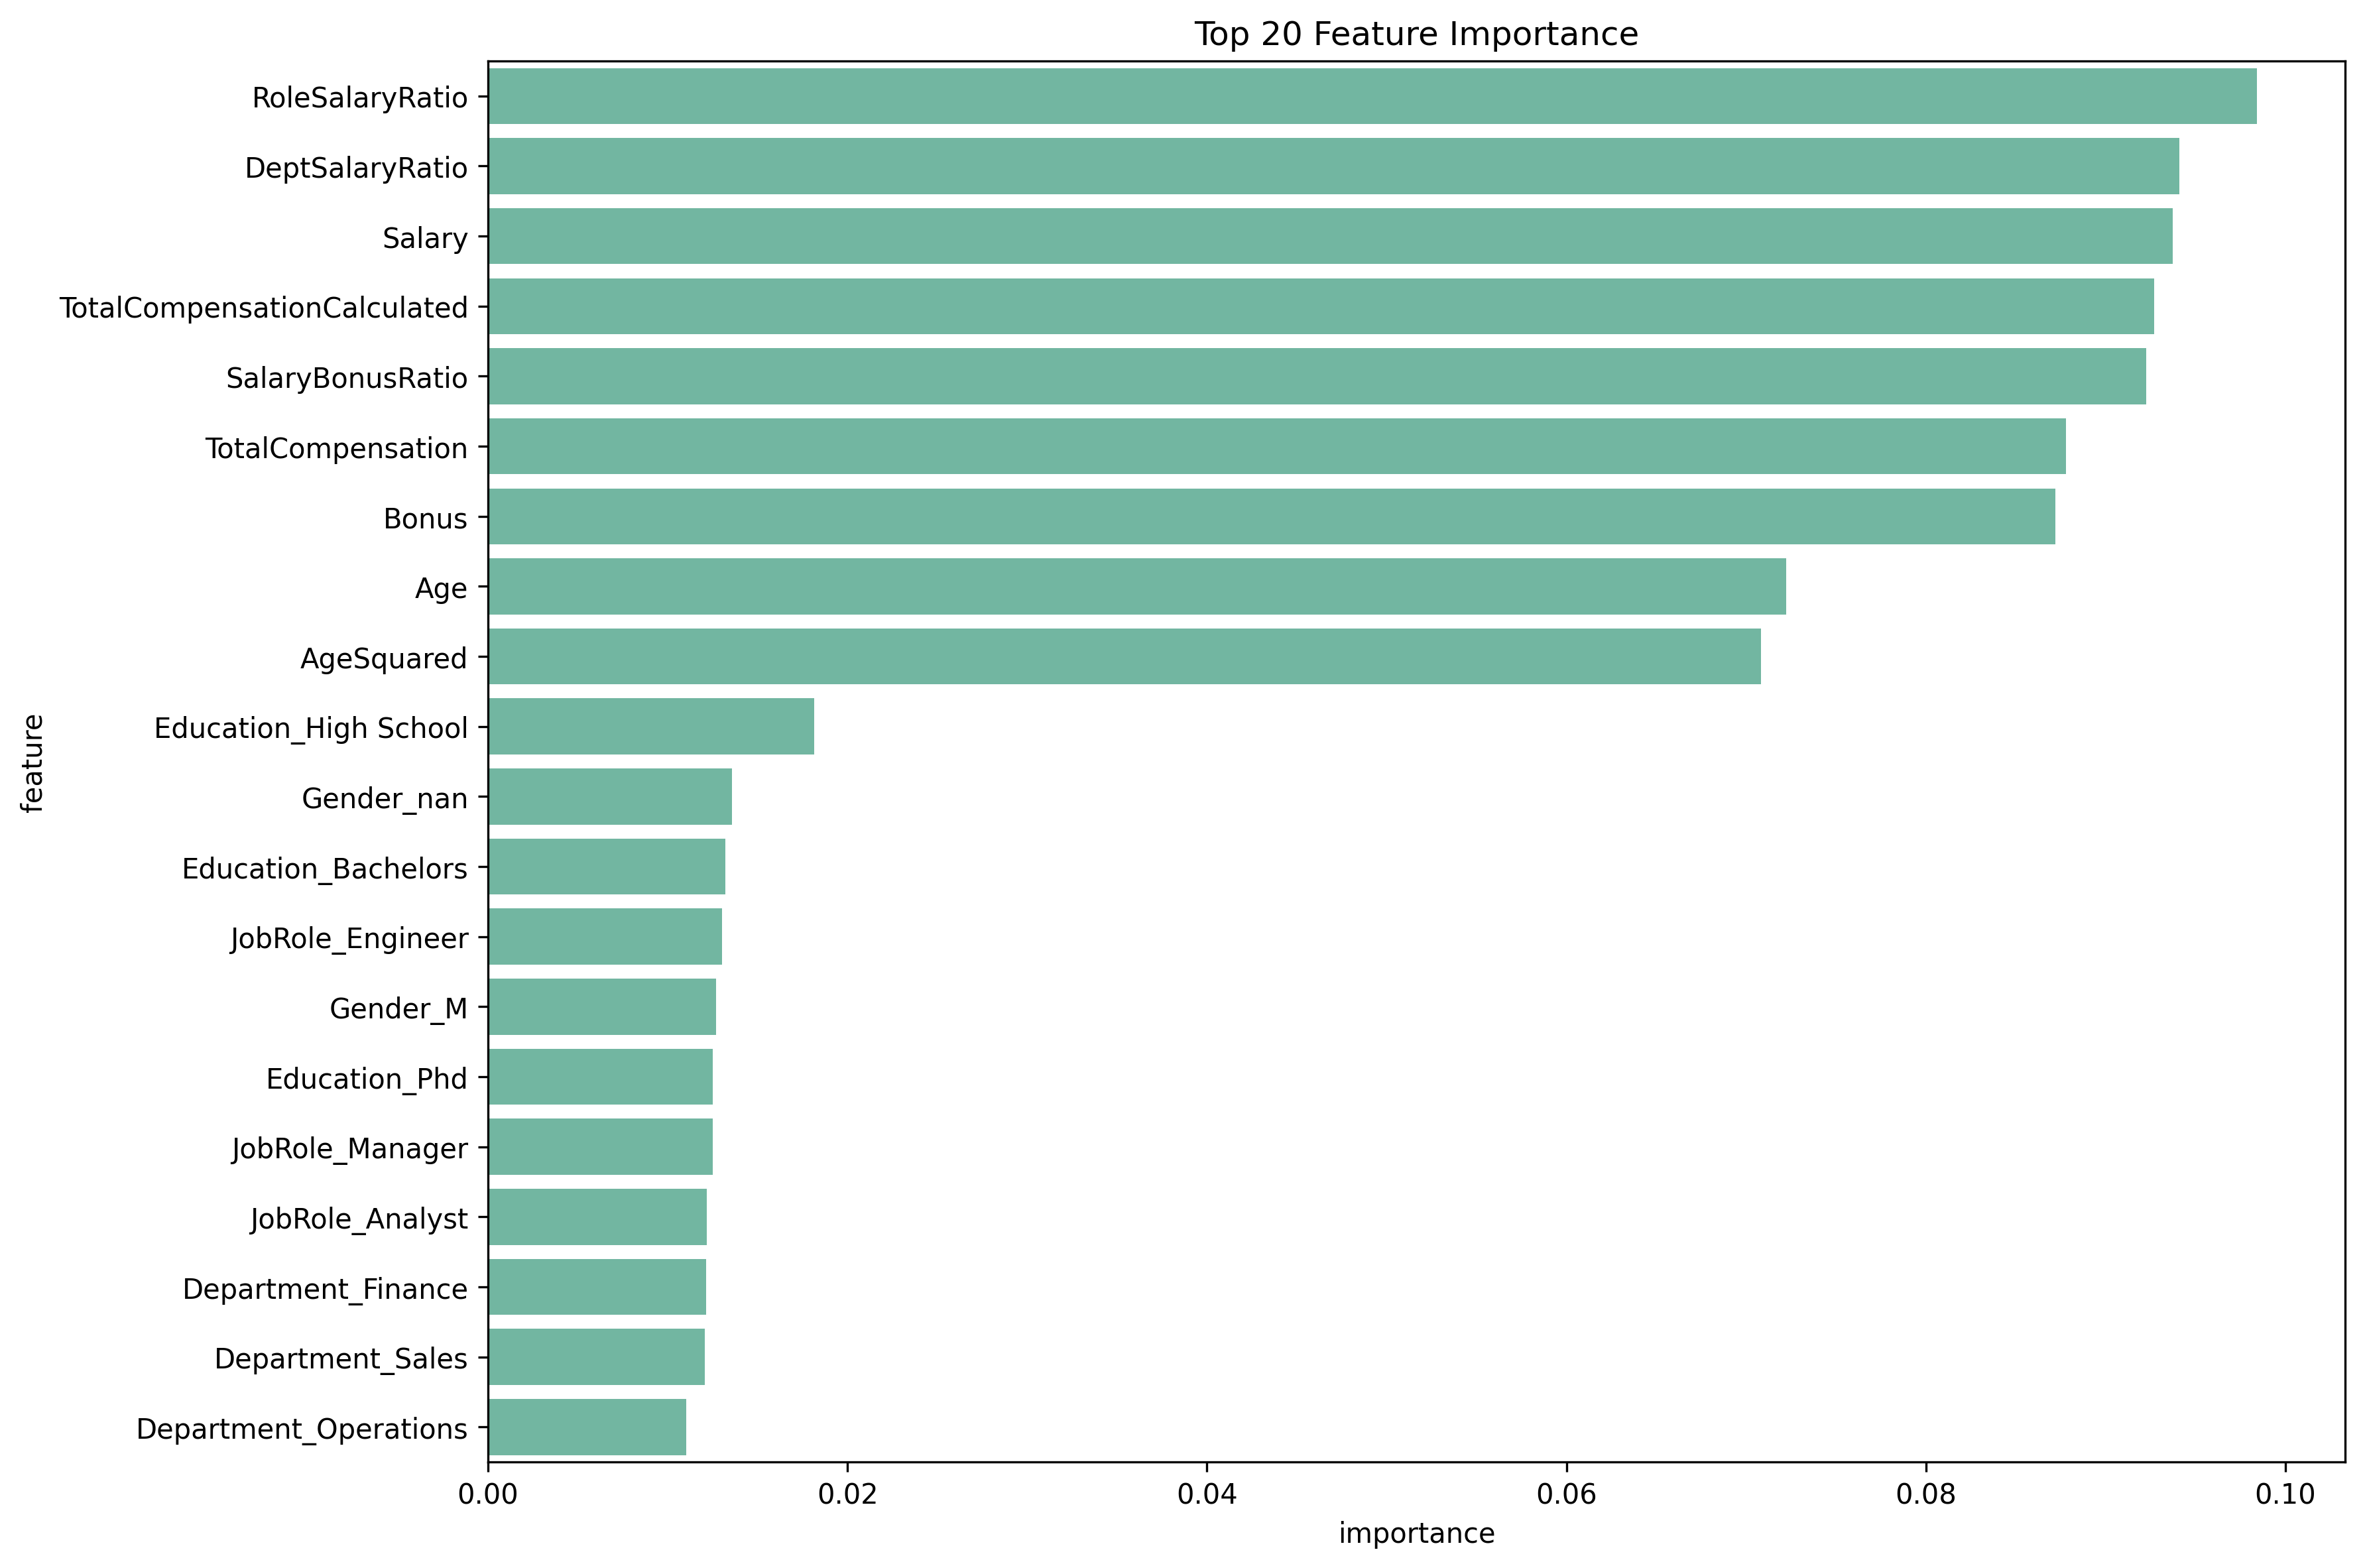 Top 20 Feature Importance
RoleSalaryRatio
DeptSalaryRatio
Salary
TotalCompensationCalculated
SalaryBonusRatio
TotalCompensation
Bonus
Age
AgeSquared
Education_High School
Gender_nan
Education_Bachelors
JobRole_Engineer
Gender_M
Education_Phd
JobRole_Manager
JobRole_Analyst
Department_Finance
Department_Sales
Department_Operations
feature
0.00 0.02 0.04 0.06 0.08 0.10
importance